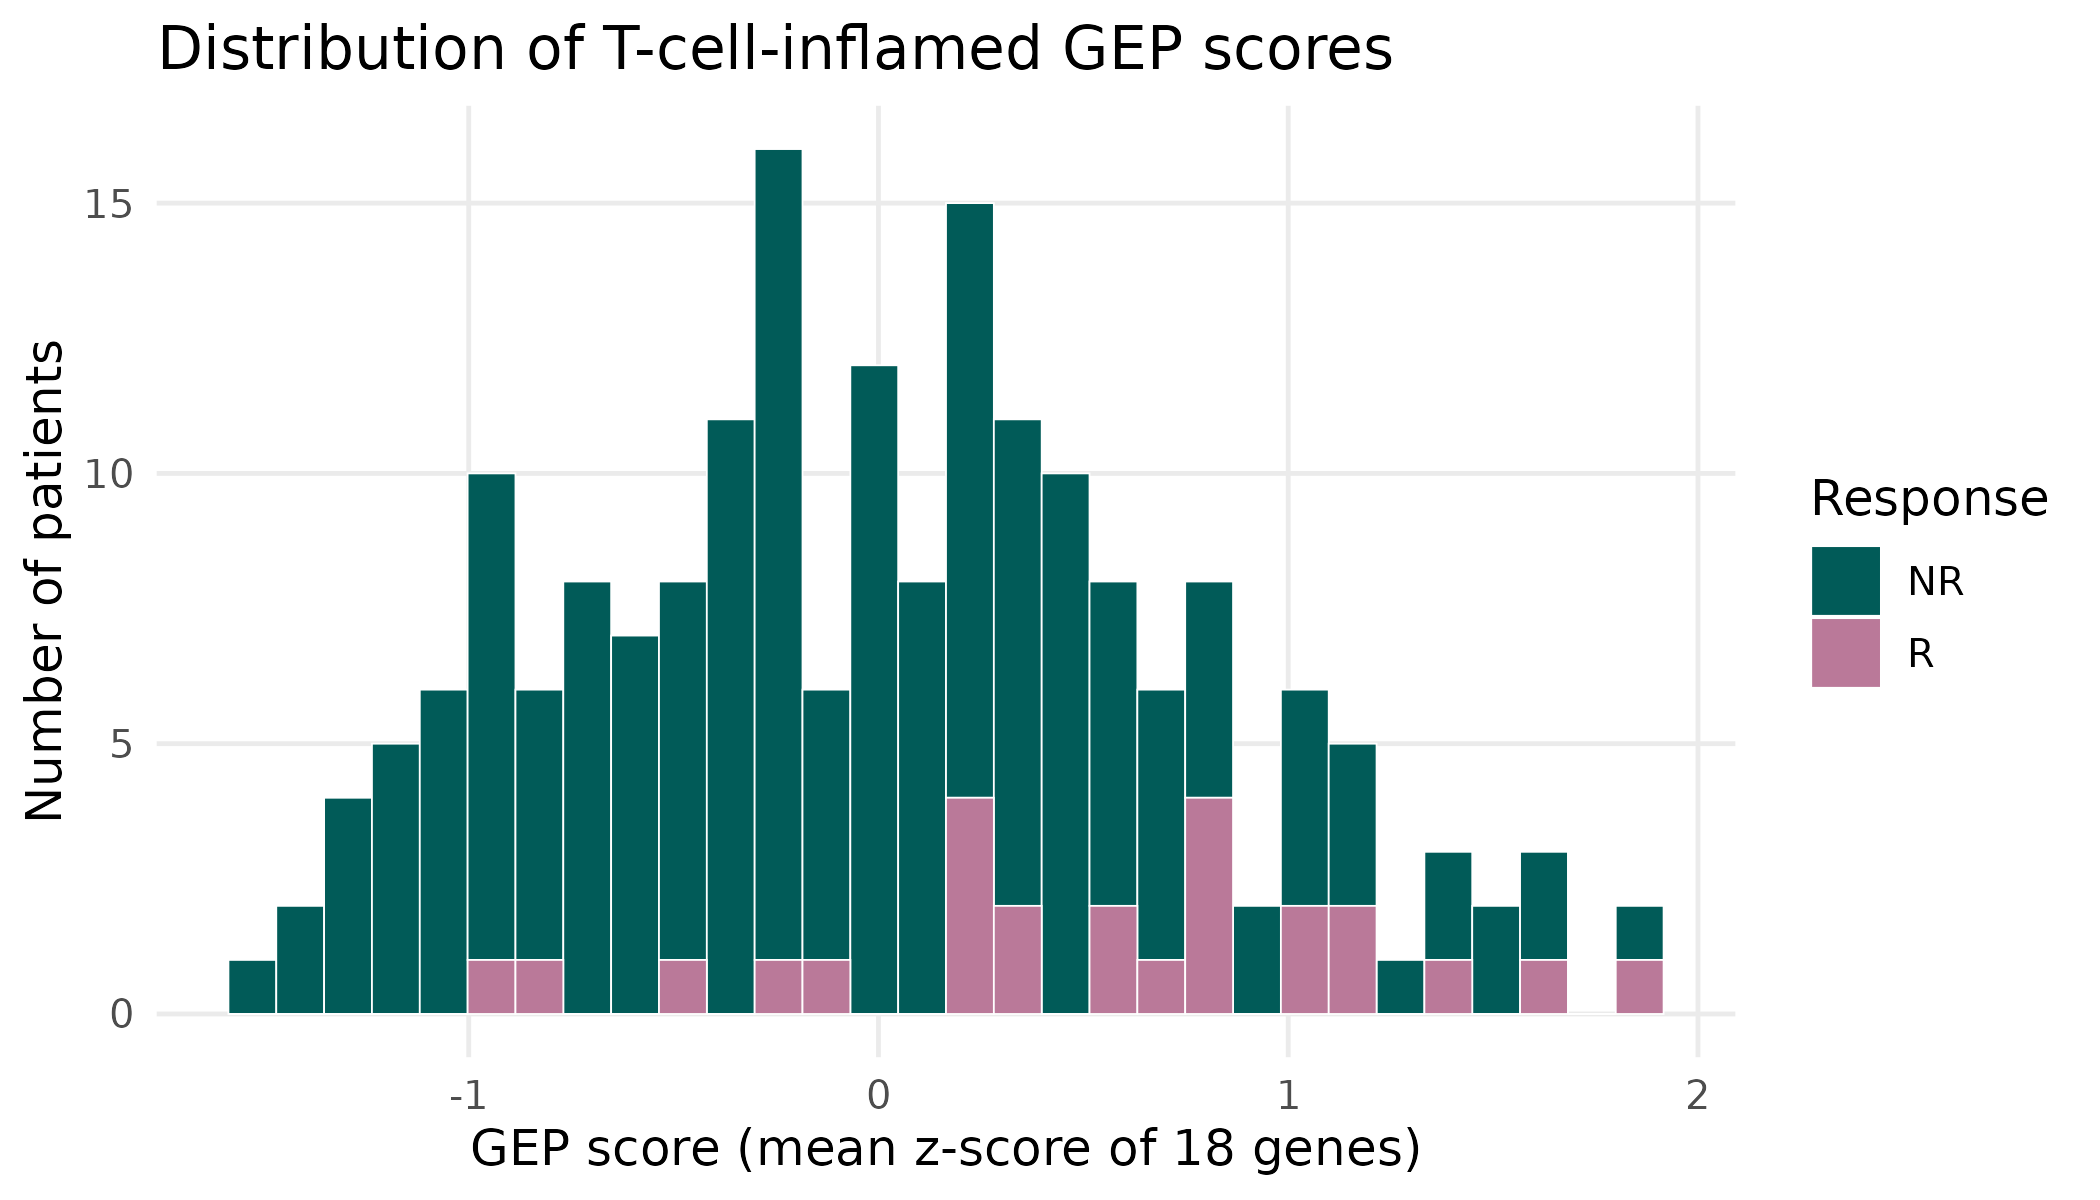 Distribution of T-cell-inflamed GEP scores
Number of patients
15
10
5
0
-1
0
1
2
GEP score (mean z-score of 18 genes)
Response
NR
R